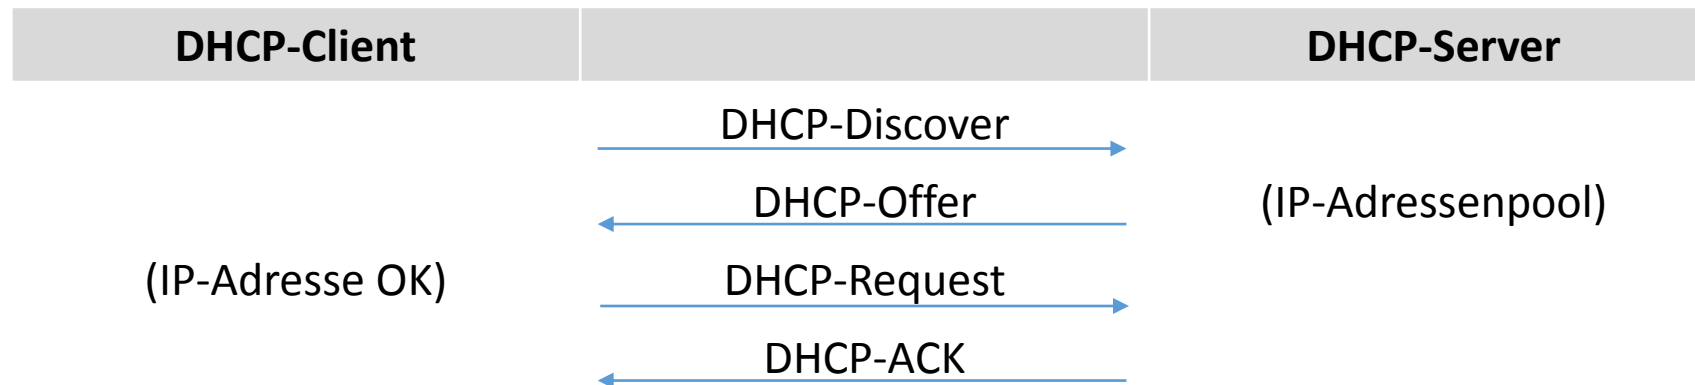 DHCP-Client DHCP-Server
DHCP-Discover
DHCP-Offer (IP-Adressenpool)
(IP-Adresse OK) DHCP-Request
DHCP-ACK